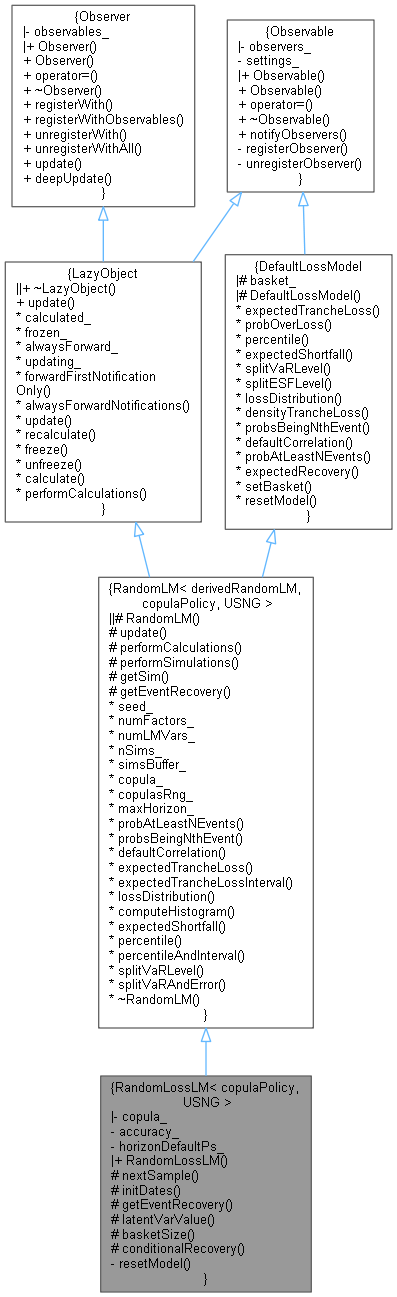 {Observer
|- observables_
|+ Observer()
+ Observer()
+ operator=()
+ ~Observer()
+ registerWith()
+ registerWithObservables()
+ unregisterWith()
+ unregisterWithAll()
+ update()
+ deepUpdate()
}
{Observable
|- observers_
- settings_
|+ Observable()
+ Observable()
+ operator=()
+ ~Observable()
+ notifyObservers()
- registerObserver()
- unregisterObserver()
}
{LazyObject
||+ ~LazyObject()
+ update()
* calculated_
* frozen_
* alwaysForward_
* updating_
* forwardFirstNotification
Only()
* alwaysForwardNotifications()
* update()
* recalculate()
* freeze()
* unfreeze()
* calculate()
* performCalculations()
}
{DefaultLossModel
|# basket_
|# DefaultLossModel()
* expectedTrancheLoss()
* probOverLoss()
* percentile()
* expectedShortfall()
* splitVaRLevel()
* splitESFLevel()
* lossDistribution()
* densityTrancheLoss()
* probsBeingNthEvent()
* defaultCorrelation()
* probAtLeastNEvents()
* expectedRecovery()
* setBasket()
* resetModel()
}
{RandomLM< derivedRandomLM,
copulaPolicy, USNG >
||# RandomLM()
# update()
# performCalculations()
# performSimulations()
# getSim()
# getEventRecovery()
* seed_
* numFactors_
* numLMVars_
* nSims_
* simsBuffer_
* copula_
* copulasRng_
* maxHorizon_
* probAtLeastNEvents()
* probsBeingNthEvent()
* defaultCorrelation()
* expectedTrancheLoss()
* expectedTrancheLossInterval()
* lossDistribution()
* computeHistogram()
* expectedShortfall()
* percentile()
* percentileAndInterval()
* splitVaRLevel()
* splitVaRAndError()
* ~RandomLM()
}
{RandomLossLM< copulaPolicy,
USNG >
|- copula_
- accuracy_
- horizonDefaultPs_
|+ RandomLossLM()
# nextSample()
# initDates()
# getEventRecovery()
# latentVarValue()
# basketSize()
# conditionalRecovery()
- resetModel()
}